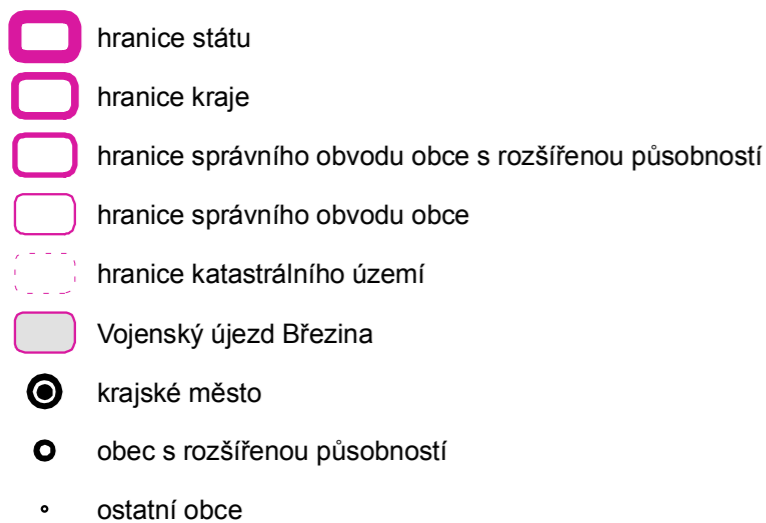 hranice státu
hranice kraje
hranice správního obvodu obce s rozšířenou působností
hranice správního obvodu obce
hranice katastrálního území
Vojenský újezd Březina
krajské město
obec s rozšířenou působností
ostatní obce